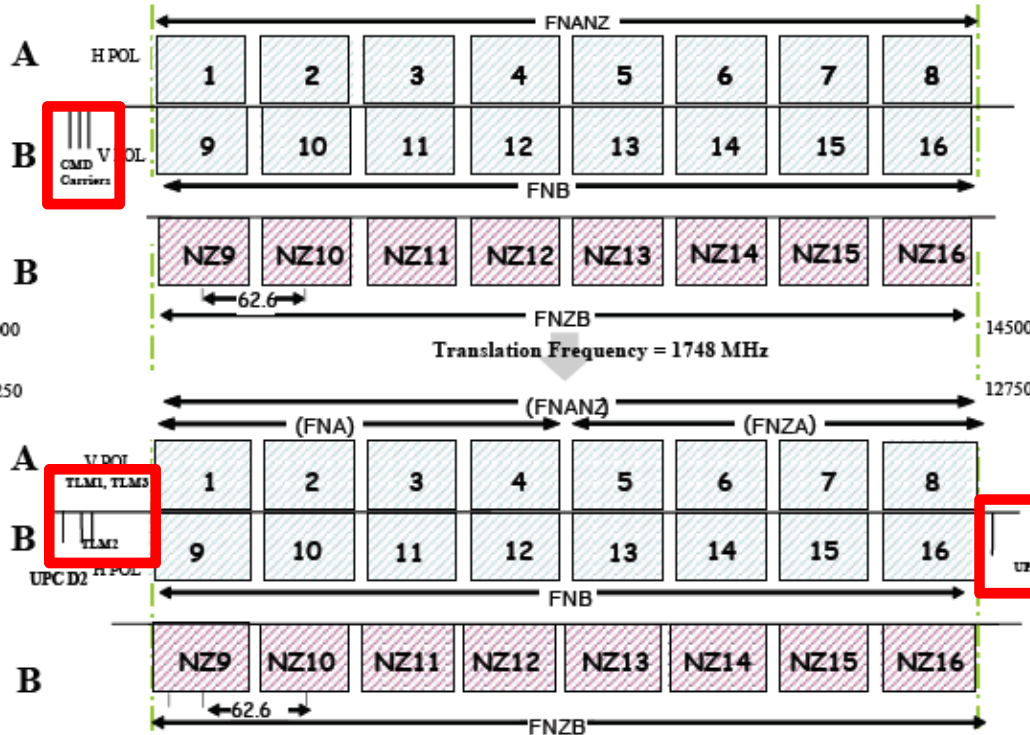 FNANZ
A H POL 1 2 3 4 5 6 7 8
B V POL 9 10 11 12 13 14 15 16
CMD
Carriers
FNB
B NZ9 NZ10 NZ11 NZ12 NZ13 NZ14 NZ15 NZ16
62.6
FNZB
14500
Translation Frequency = 1748 MHz
12750
(FNANZ)
(FNA) (FNZA)
A V POL 1 2 3 4 5 6 7 8
TLM1, TLM3
B 9 10 11 12 13 14 15 16
TLM2
UPC D2 H POL
FNB
B NZ9 NZ10 NZ11 NZ12 NZ13 NZ14 NZ15 NZ16
62.6
FNZB